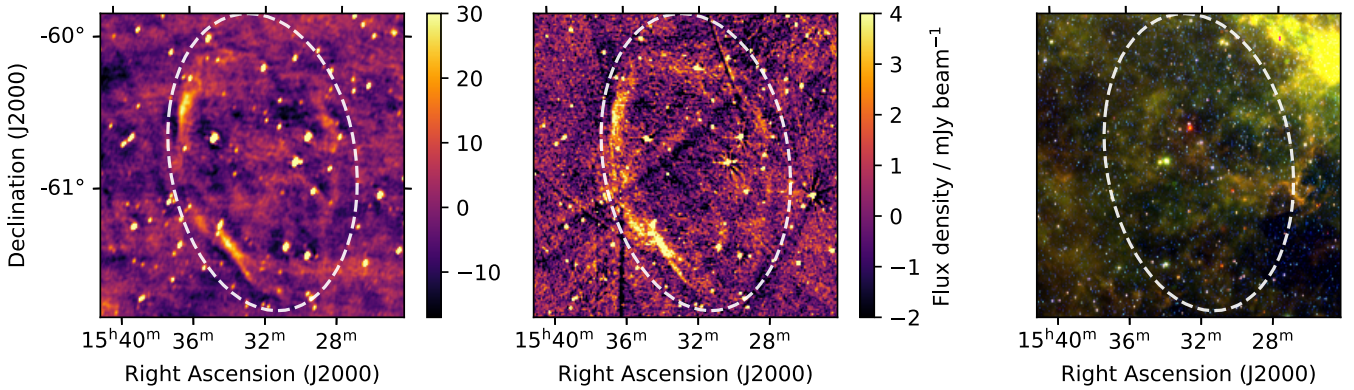 -60°
-61°
Declination (J2000)
15ʰ40ᵐ 36ᵐ 32ᵐ 28ᵐ
Right Ascension (J2000)
30
20
10
0
−10
15ʰ40ᵐ 36ᵐ 32ᵐ 28ᵐ
Right Ascension (J2000)
4
3
2
1
0
−1
−2
Flux density / mJy beam⁻¹
15ʰ40ᵐ 36ᵐ 32ᵐ 28ᵐ
Right Ascension (J2000)